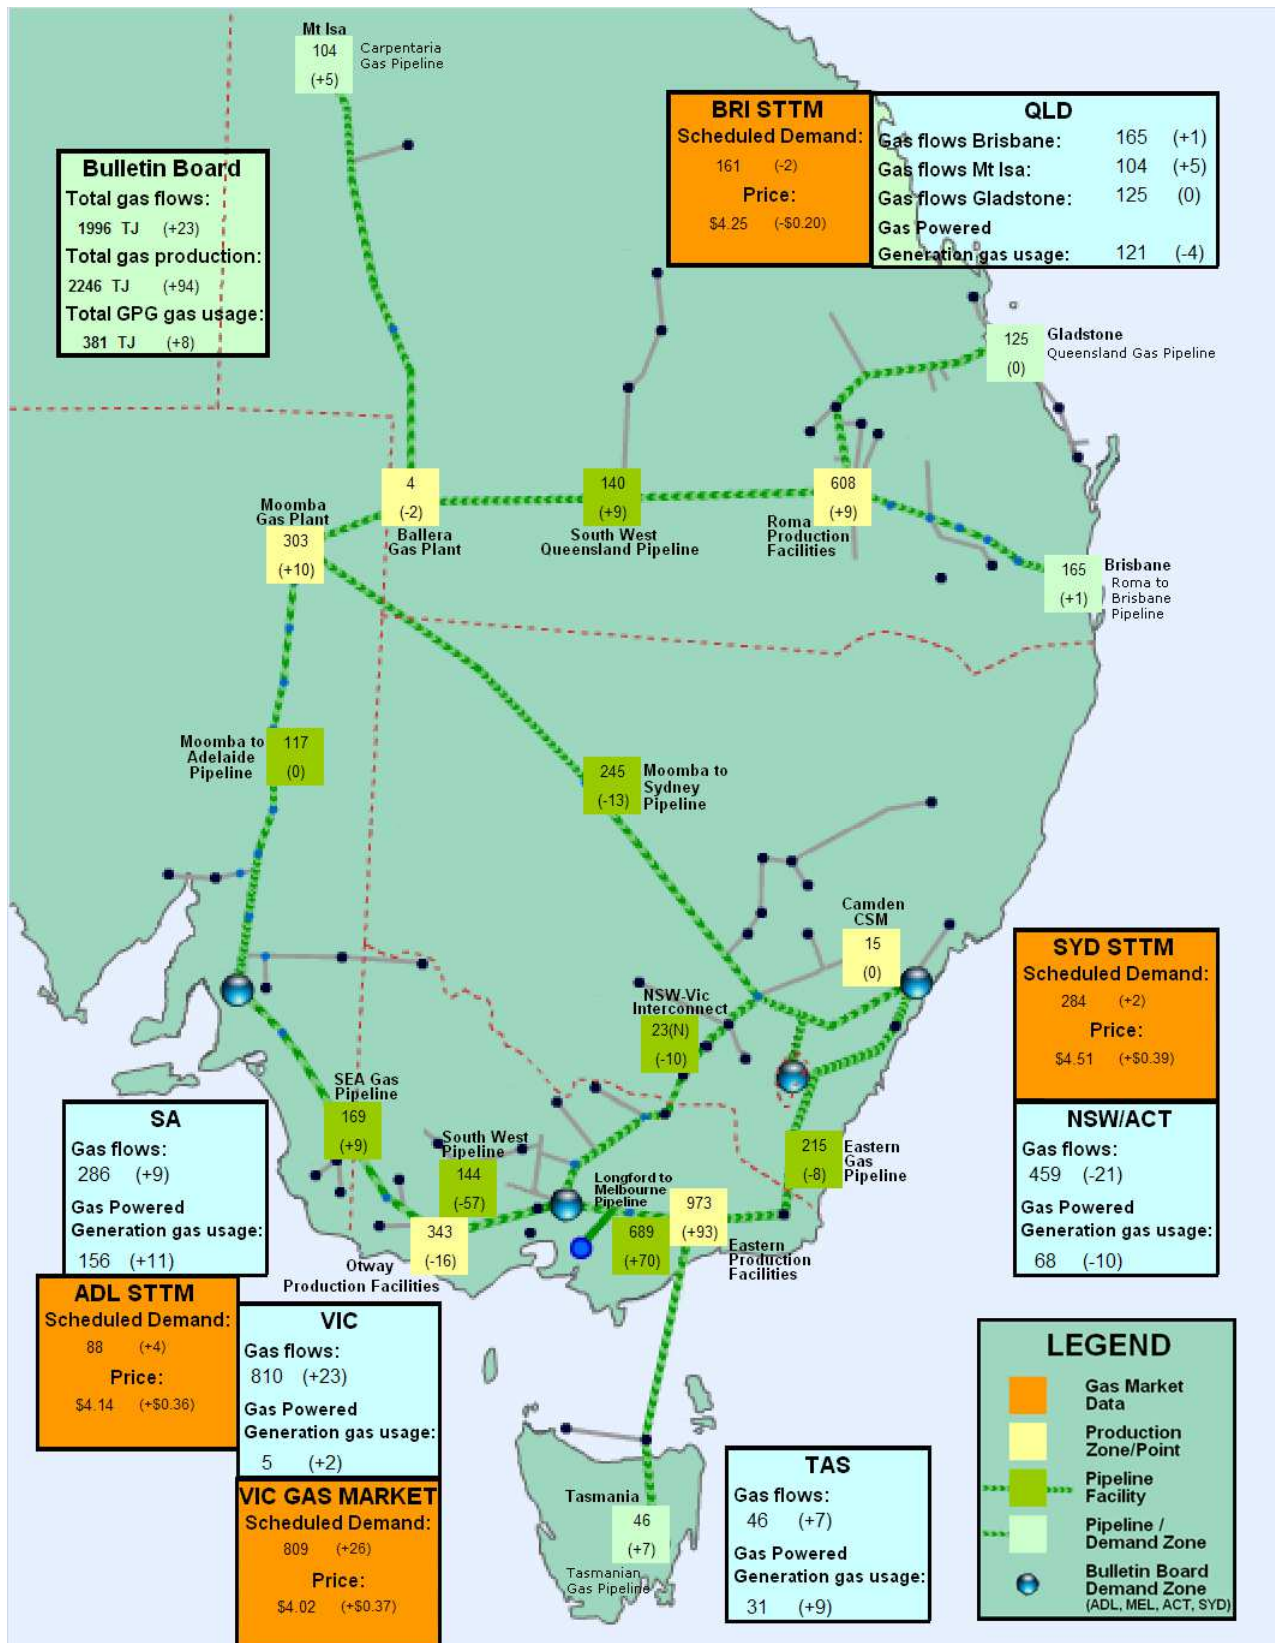 Mt Isa
104
(+5)
Carpentaria
Gas Pipeline
BRI STTM
Scheduled Demand:
161 (-2)
Price:
$4.25 (-$0.20)
QLD
Gas flows Brisbane: 165 (+1)
Gas flows Mt Isa: 104 (+5)
Gas flows Gladstone: 125 (0)
Gas Powered
Generation gas usage: 121 (-4)
Bulletin Board
Total gas flows:
1996 TJ (+23)
Total gas production:
2246 TJ (+94)
Total GPG gas usage:
381 TJ (+8)
125
(0)
Gladstone
Queensland Gas Pipeline
4
(-2)
Ballera
Gas Plant
140
(+9)
South West
Queensland Pipeline
608
(+9)
Roma
Production
Facilities
Moomba
Gas Plant
303
(+10)
165
(+1)
Brisbane
Roma to
Brisbane
Pipeline
Moomba to
Adelaide
Pipeline
117
(0)
245
(-13)
Moomba to
Sydney
Pipeline
Camden
CSM
15
(0)
SYD STTM
Scheduled Demand:
284 (+2)
Price:
$4.51 (+$0.39)
NSW-Vic
Interconnect
23(N)
(-10)
SEA Gas
Pipeline
169
(+9)
SA
Gas flows:
286 (+9)
Gas Powered
Generation gas usage:
156 (+11)
South West
Pipeline
144
(-57)
Longford to
Melbourne
Pipeline
689
(+70)
973
(+93)
Eastern
Production
Facilities
215
(-8)
Eastern
Gas
Pipeline
NSW/ACT
Gas flows:
459 (-21)
Gas Powered
Generation gas usage:
68 (-10)
343
(-16)
Otway
Production Facilities
ADL STTM
Scheduled Demand:
88 (+4)
Price:
$4.14 (+$0.36)
VIC
Gas flows:
810 (+23)
Gas Powered
Generation gas usage:
5 (+2)
VIC GAS MARKET
Scheduled Demand:
809 (+26)
Price:
$4.02 (+$0.37)
Tasmania
46
(+7)
Tasmanian
Gas Pipeline
TAS
Gas flows:
46 (+7)
Gas Powered
Generation gas usage:
31 (+9)
LEGEND
Gas Market
Data
Production
Zone/Point
Pipeline
Facility
Pipeline /
Demand Zone
Bulletin Board
Demand Zone
(ADL, MEL, ACT, SYD)